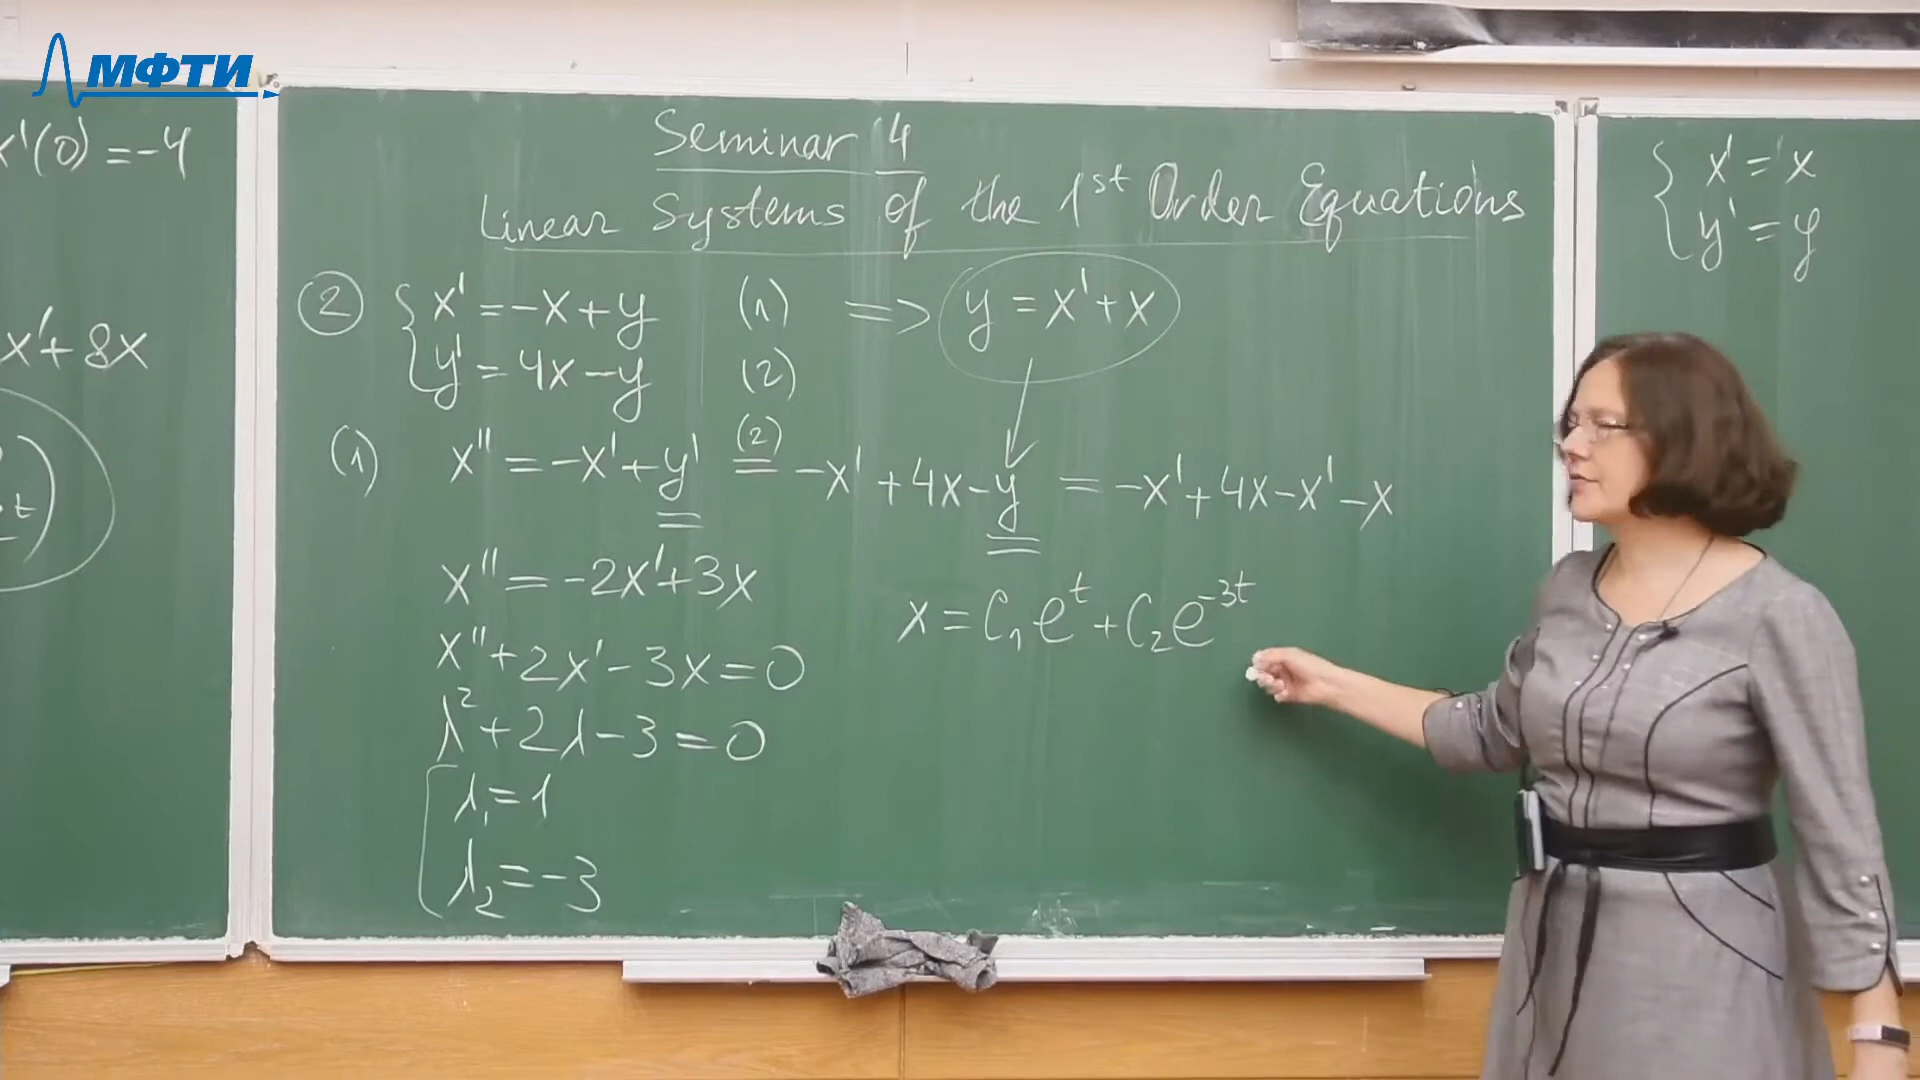 МФТИ
x'(0) = -4
x' + 8x
t
Seminar 4
Linear Systems of the 1st Order Equations
② { x' = -x + y (1) => y = x' + x
y' = 4x - y (2)
(1) x'' = -x' + y' (2)= -x' + 4x - y = -x' + 4x - x' - x
x'' = -2x' + 3x
x = C₁e^t + C₂e^-3t
x'' + 2x' - 3x = 0
λ² + 2λ - 3 = 0
[ λ₁ = 1
λ₂ = -3
{ x' = x
y' = y